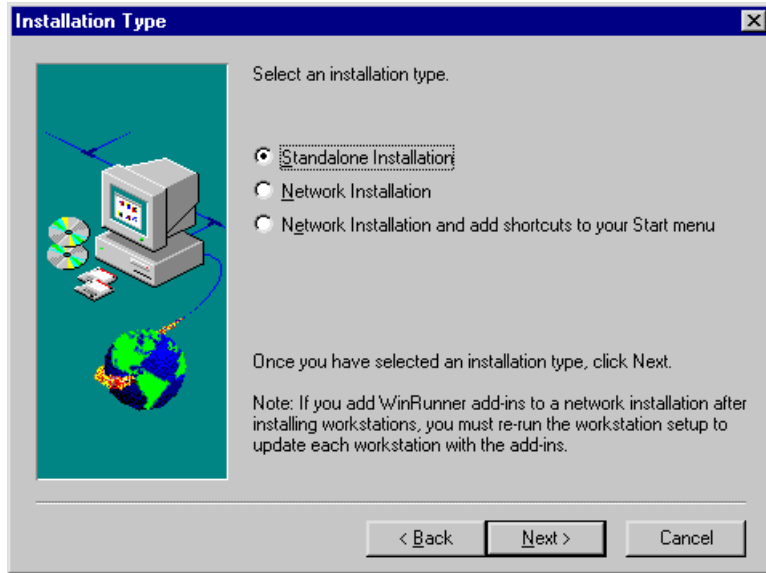 Installation Type
Select an installation type.
Standalone Installation
Network Installation
Network Installation and add shortcuts to your Start menu
Once you have selected an installation type, click Next.
Note: If you add WinRunner add-ins to a network installation after
installing workstations, you must re-run the workstation setup to
update each workstation with the add-ins.
< Back
Next >
Cancel